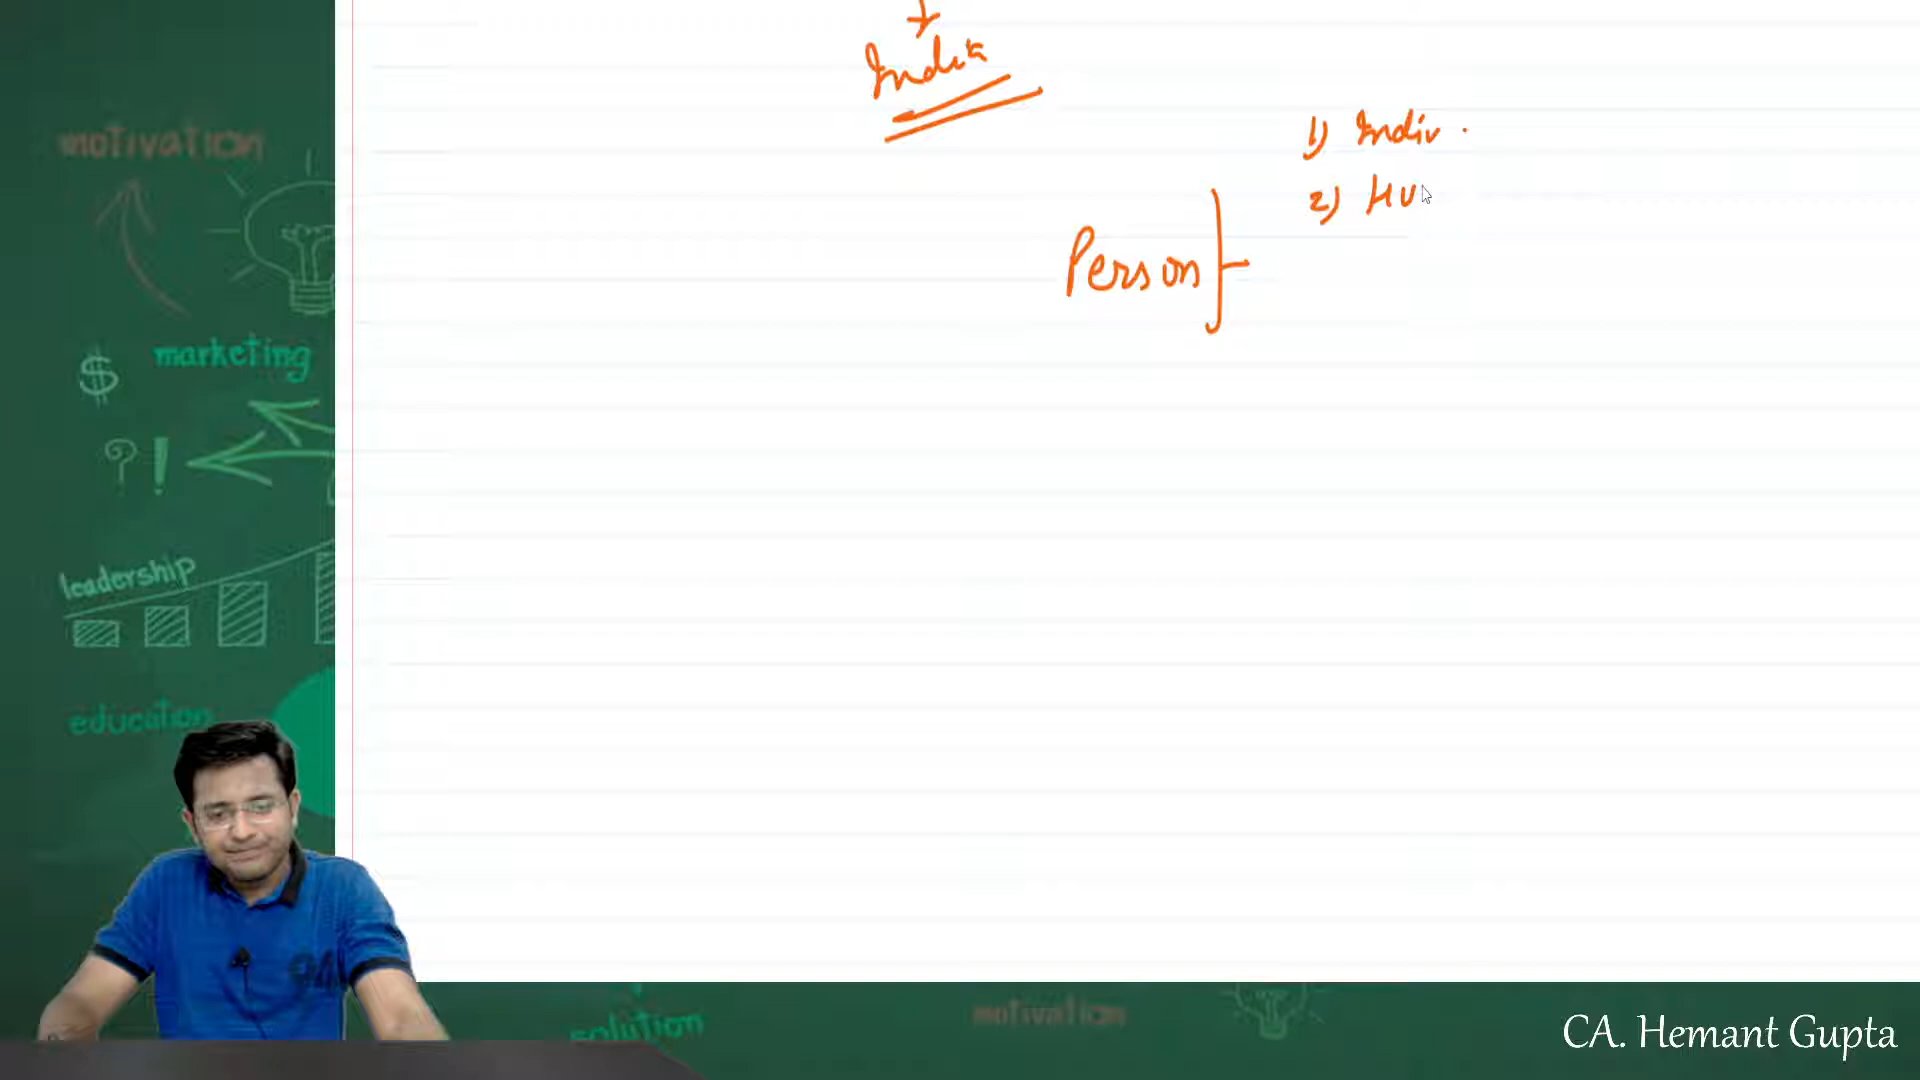 India
1) Indiv.
2) HU
Person
motivation
$ marketing
? !
leadership
education
solution
motivation
CA. Hemant Gupta